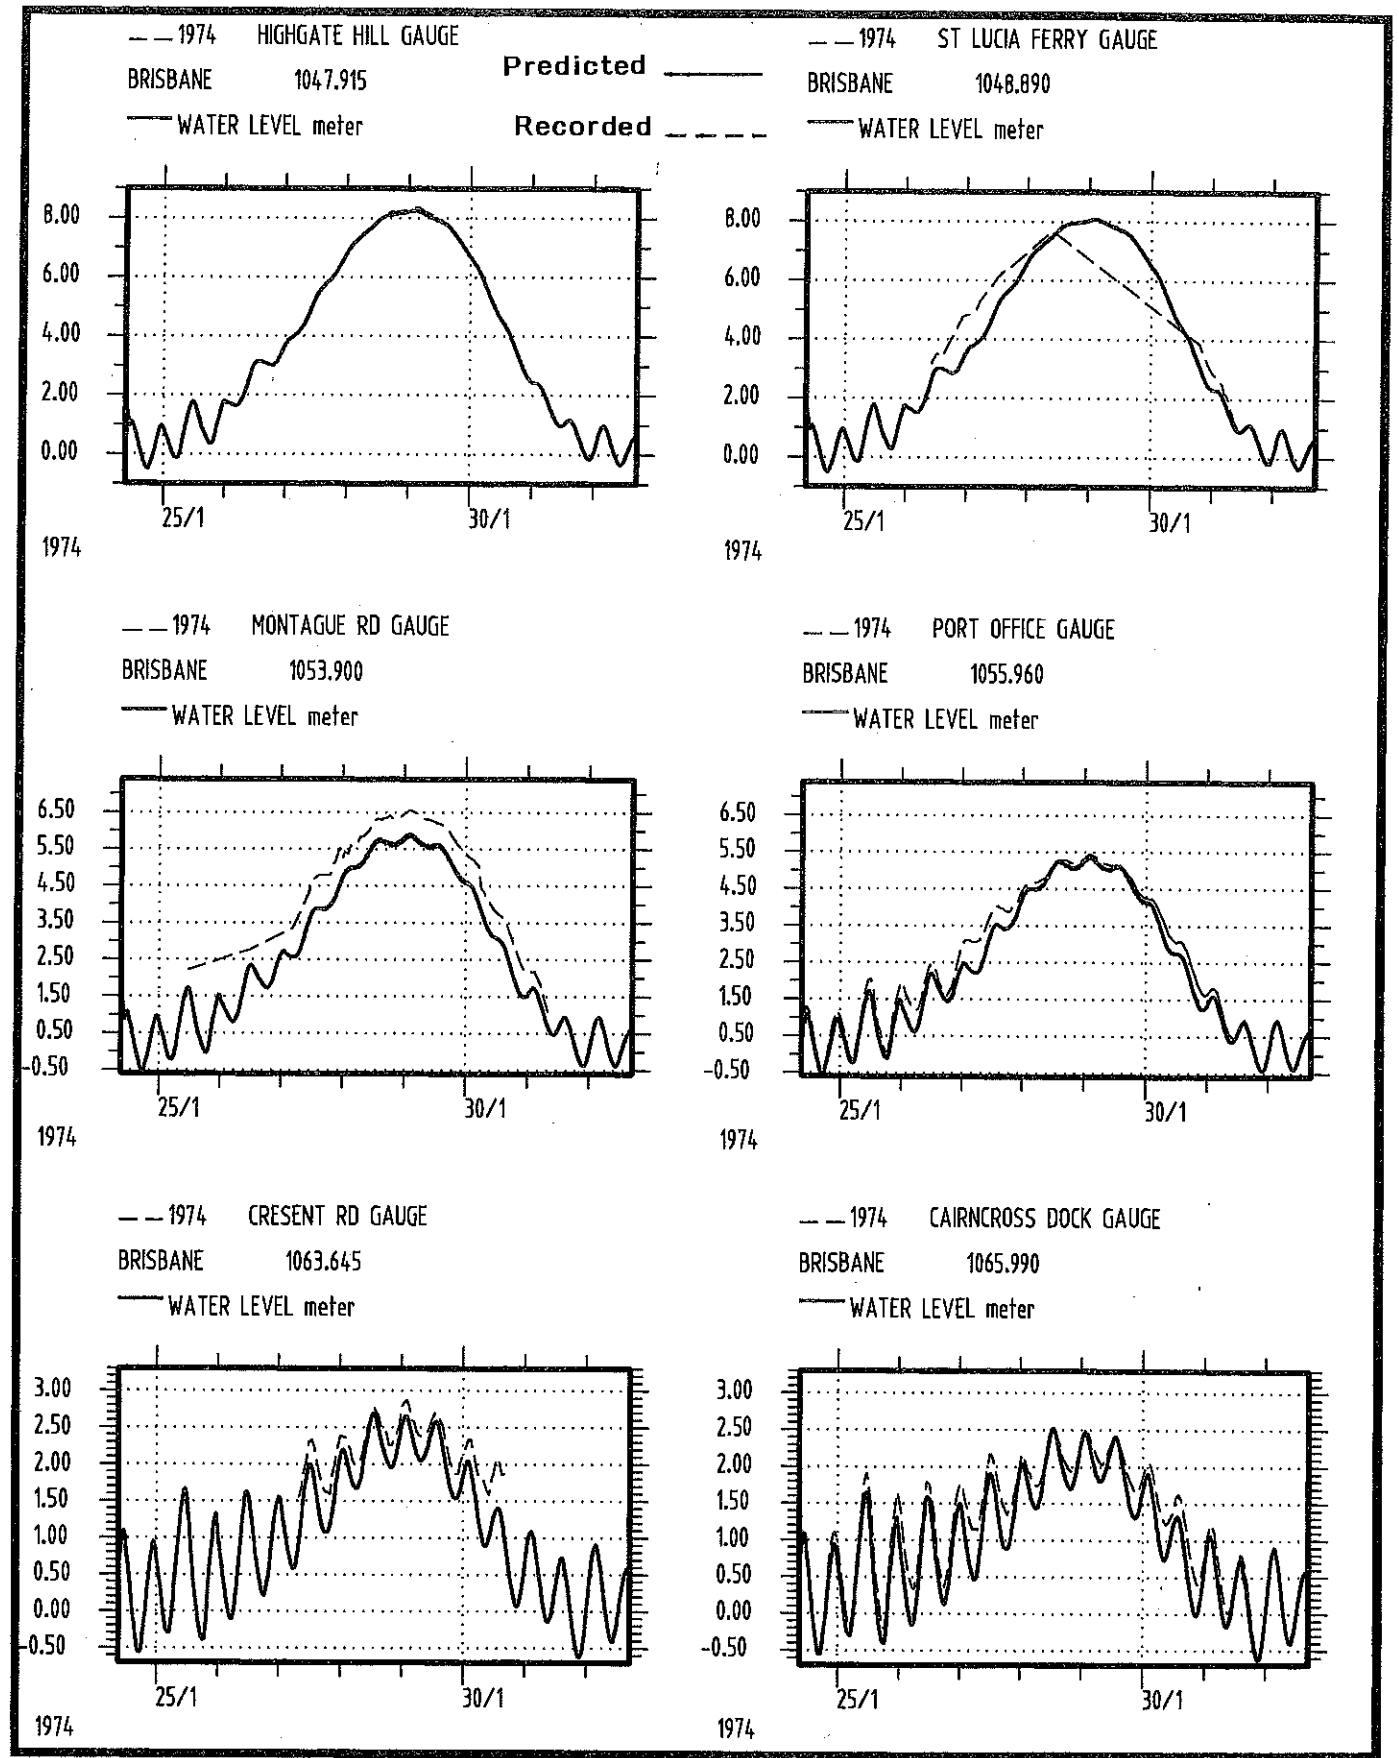 — — 1974 HIGHGATE HILL GAUGE
BRISBANE 1047.915
WATER LEVEL meter
Predicted
Recorded
— — 1974 ST LUCIA FERRY GAUGE
BRISBANE 1048.890
WATER LEVEL meter
8.00
6.00
4.00
2.00
0.00
25/1 30/1
1974
8.00
6.00
4.00
2.00
0.00
25/1 30/1
1974
— — 1974 MONTAGUE RD GAUGE
BRISBANE 1053.900
WATER LEVEL meter
6.50
5.50
4.50
3.50
2.50
1.50
0.50
-0.50
25/1 30/1
1974
— — 1974 PORT OFFICE GAUGE
BRISBANE 1055.960
WATER LEVEL meter
6.50
5.50
4.50
3.50
2.50
1.50
0.50
-0.50
25/1 30/1
1974
— — 1974 CRESENT RD GAUGE
BRISBANE 1063.645
WATER LEVEL meter
3.00
2.50
2.00
1.50
1.00
0.50
0.00
-0.50
25/1 30/1
1974
— — 1974 CAIRNCROSS DOCK GAUGE
BRISBANE 1065.990
WATER LEVEL meter
3.00
2.50
2.00
1.50
1.00
0.50
0.00
-0.50
25/1 30/1
1974